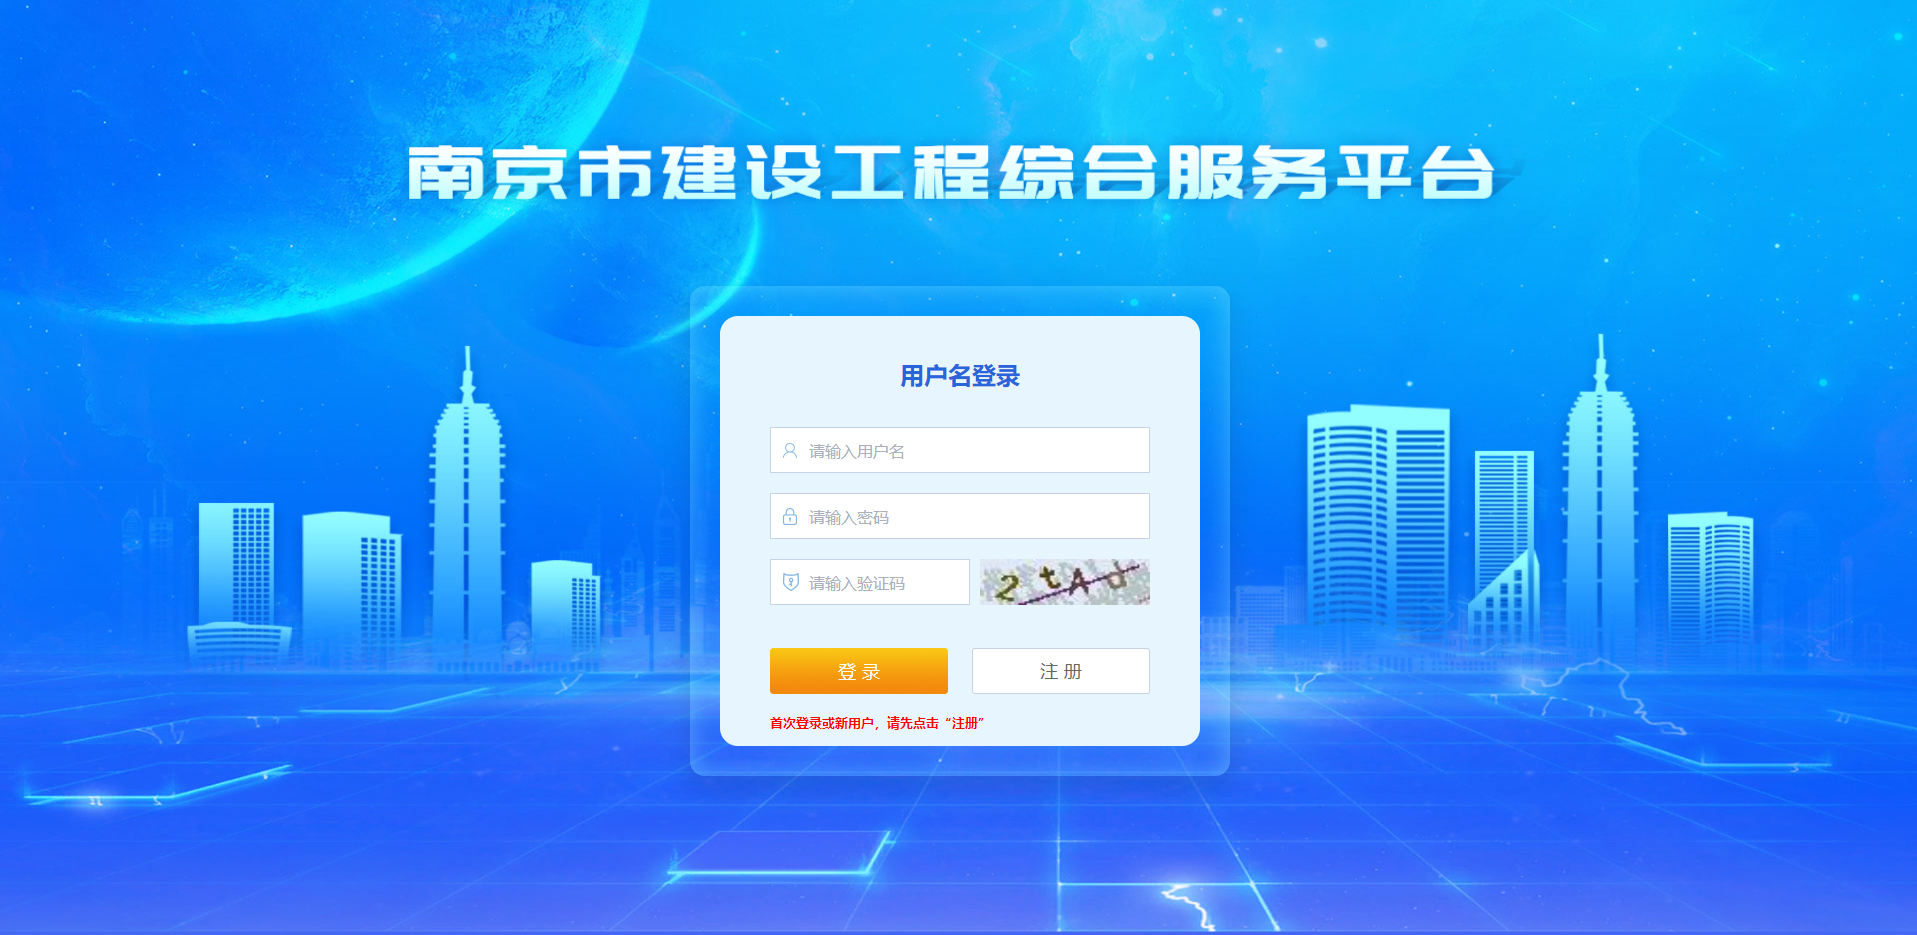 南京市建设工程综合服务平台
用户名登录
请输入用户名
请输入密码
请输入验证码
2tAd
登 录
注 册
首次登录或新用户，请先点击“注册”